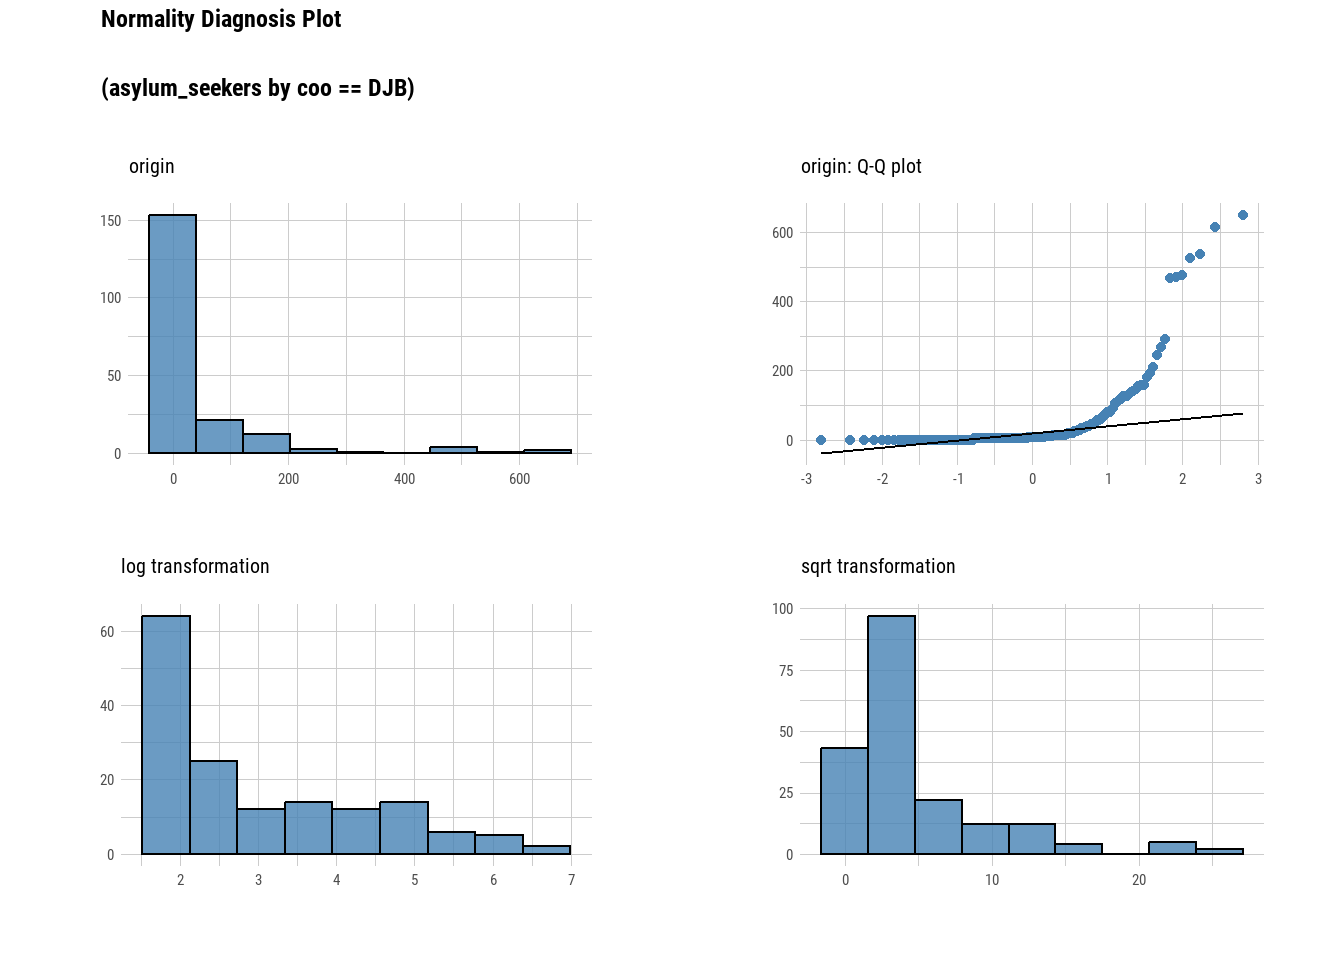 Normality Diagnosis Plot
(asylum_seekers by coo == DJB)
origin
150
100
50
0
0 200 400 600
origin: Q-Q plot
600
400
200
0
-3 -2 -1 0 1 2 3
log transformation
60
40
20
0
2 3 4 5 6 7
sqrt transformation
100
75
50
25
0
0 10 20